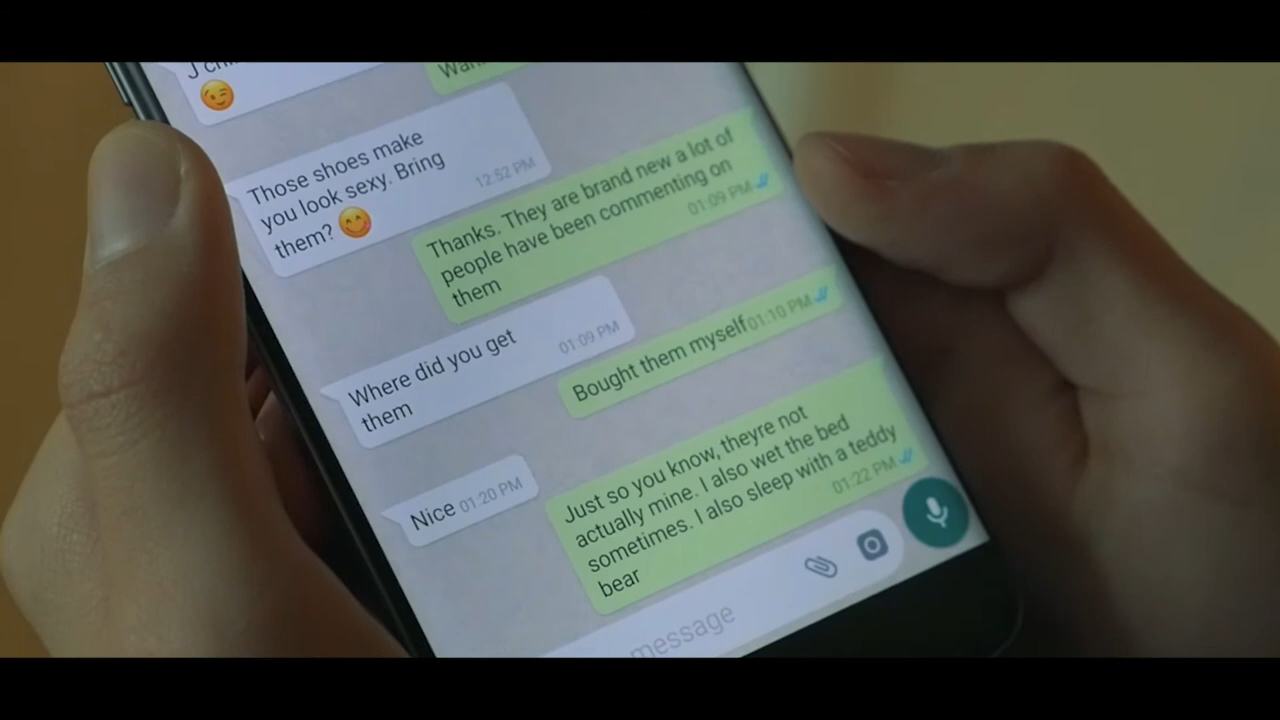 Those shoes make
you look sexy. Bring
them? 😊 12:52 PM
Thanks. They are brand new a lot of
people have been commenting on
them 01:09 PM
Where did you get
them 01:09 PM
Bought them myself 01:10 PM
Nice 01:20 PM
Just so you know, theyre not
actually mine. I also wet the bed
sometimes. I also sleep with a teddy
bear 01:22 PM
message